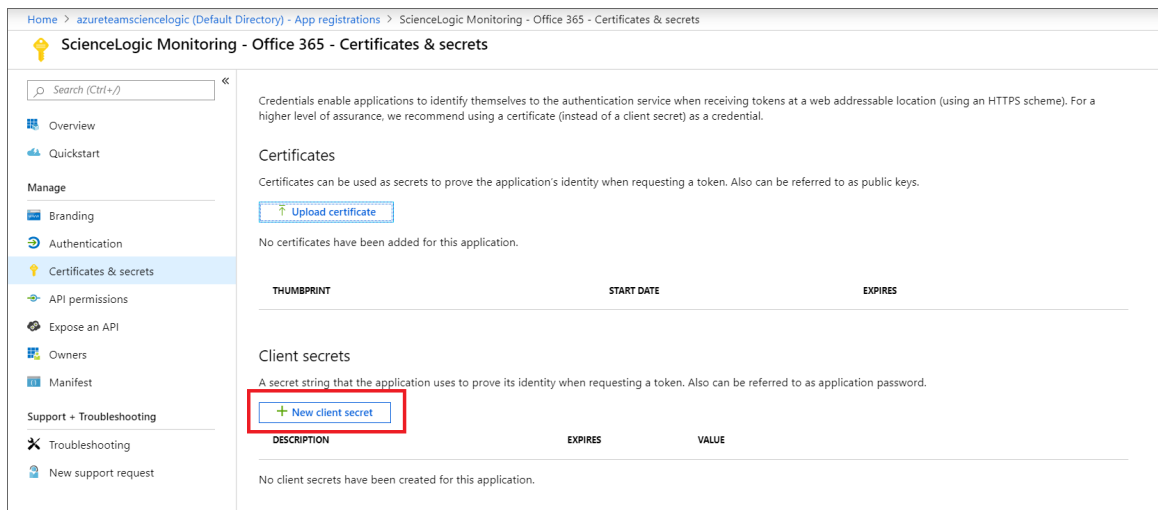 Home > azureteamsciencelogic (Default Directory) - App registrations > ScienceLogic Monitoring - Office 365 - Certificates & secrets
ScienceLogic Monitoring - Office 365 - Certificates & secrets
Search (Ctrl+/)
«
Overview
Quickstart
Manage
Branding
Authentication
Certificates & secrets
API permissions
Expose an API
Owners
Manifest
Support + Troubleshooting
Troubleshooting
New support request
Credentials enable applications to identify themselves to the authentication service when receiving tokens at a web addressable location (using an HTTPS scheme). For a
higher level of assurance, we recommend using a certificate (instead of a client secret) as a credential.
Certificates
Certificates can be used as secrets to prove the application's identity when requesting a token. Also can be referred to as public keys.
Upload certificate
No certificates have been added for this application.
THUMBPRINT START DATE EXPIRES
Client secrets
A secret string that the application uses to prove its identity when requesting a token. Also can be referred to as application password.
New client secret
DESCRIPTION EXPIRES VALUE
No client secrets have been created for this application.